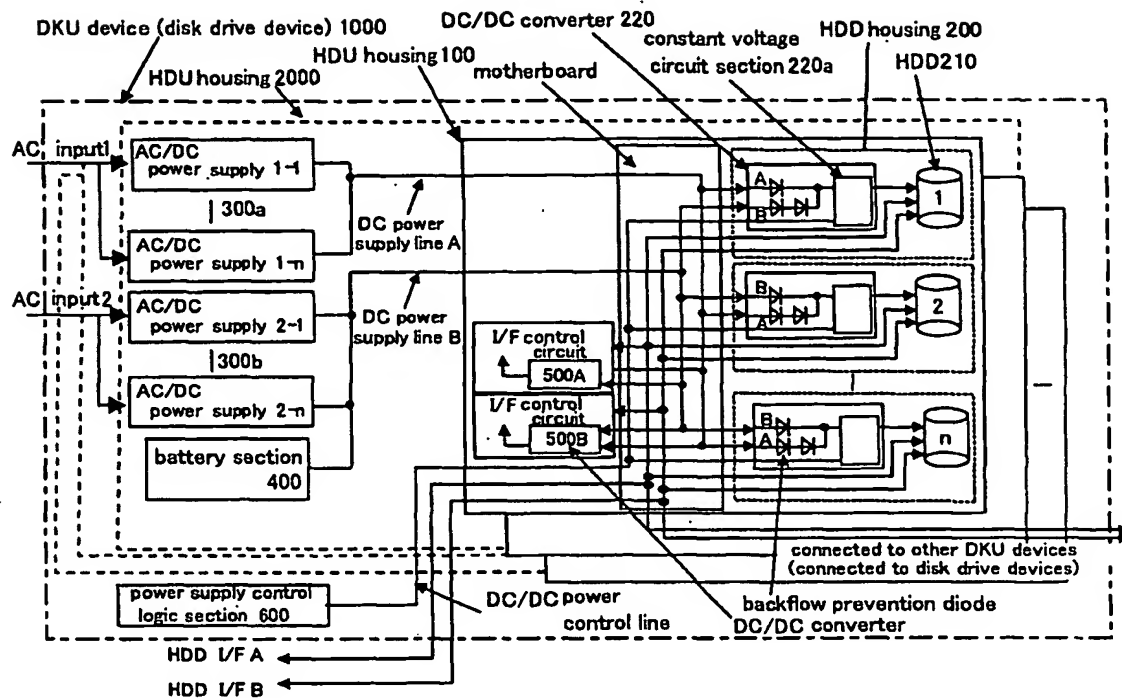 DKU device (disk drive device) 1000
HDU housing 2000
HDU housing 100
motherboard
DC/DC converter 220
constant voltage
circuit section 220a
HDD housing 200
HDD210
AC input1
AC/DC
power supply 1-1
300a
AC/DC
power supply 1-n
AC input2
AC/DC
power supply 2-1
300b
AC/DC
power supply 2-n
battery section
400
DC power
supply line A
DC power
supply line B
I/F control
circuit
500A
I/F control
circuit
500B
A
B
1
B
A
2
B
A
n
connected to other DKU devices
(connected to disk drive devices)
power supply control
logic section 600
DC/DC power
control line
backflow prevention diode
DC/DC converter
HDD I/F A
HDD I/F B